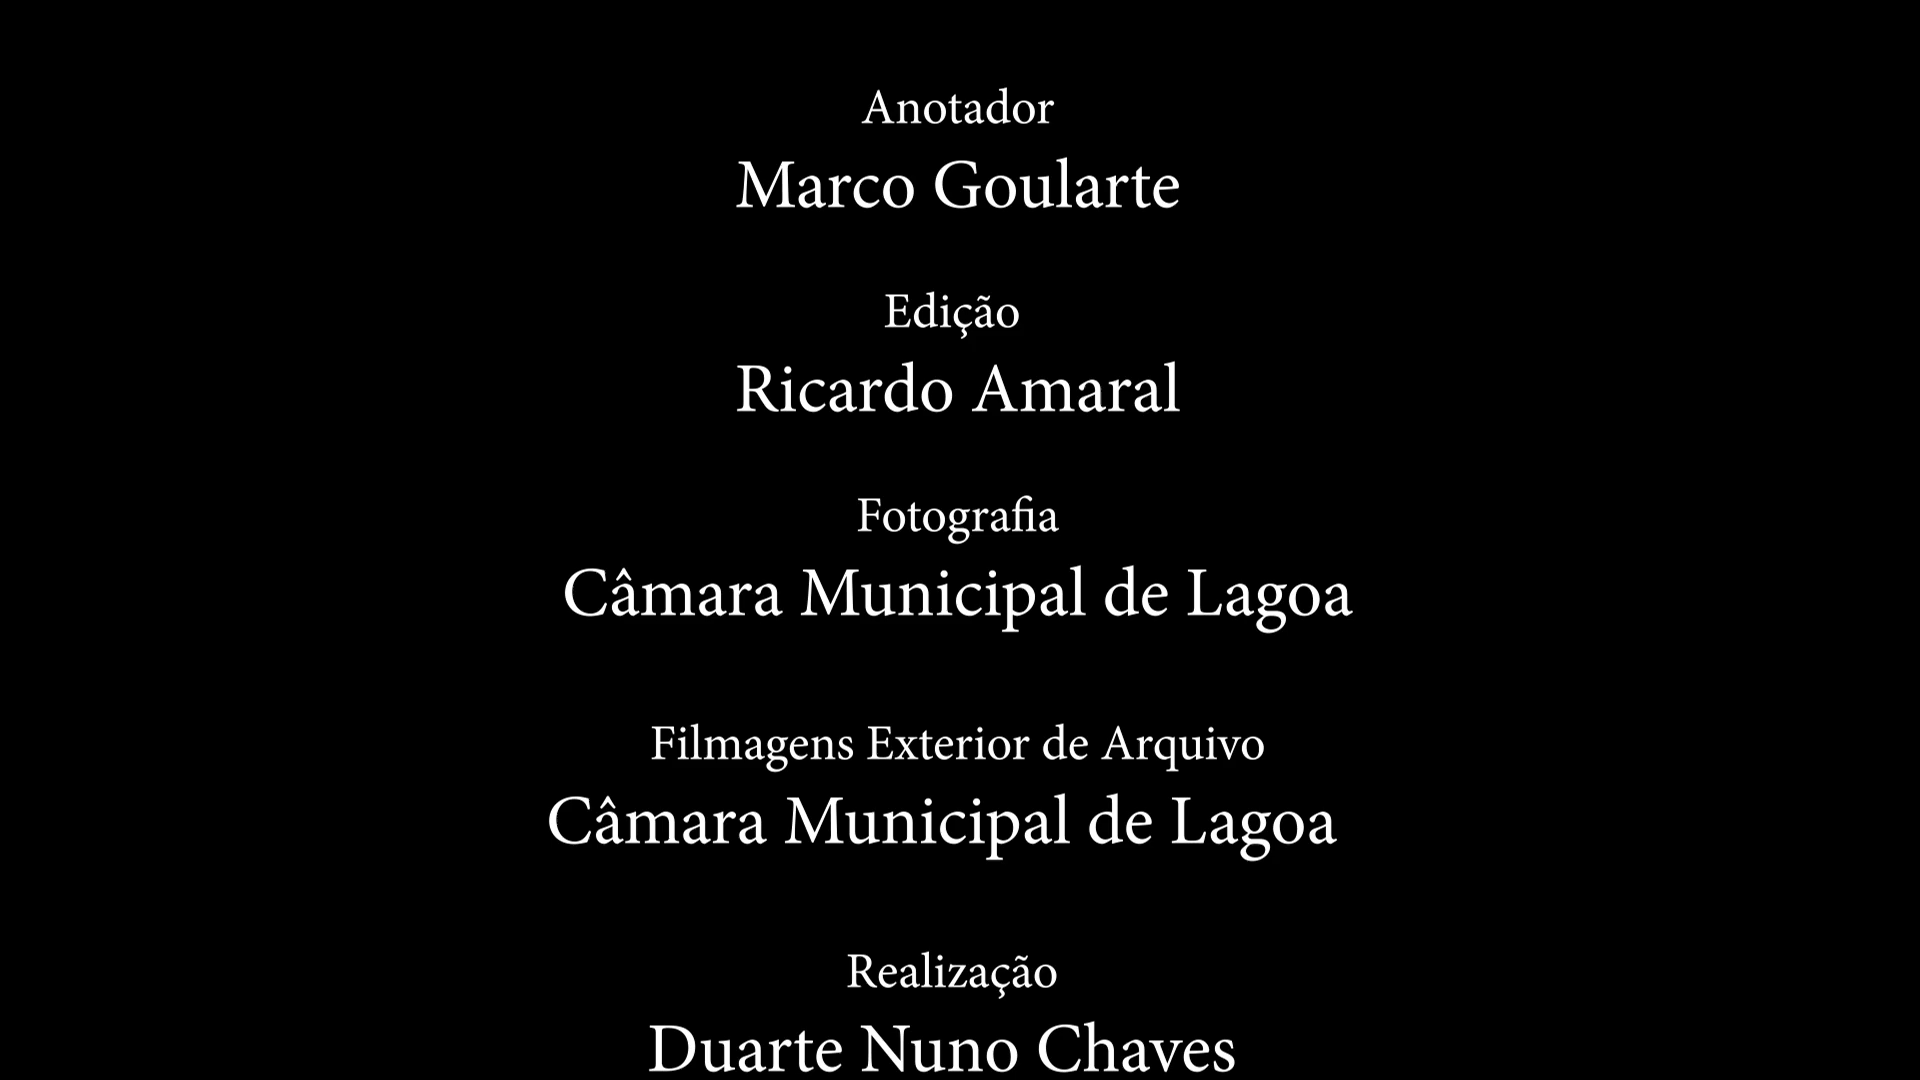 Anotador
Marco Goularte
Edição
Ricardo Amaral
Fotografia
Câmara Municipal de Lagoa
Filmagens Exterior de Arquivo
Câmara Municipal de Lagoa
Realização
Duarte Nuno Chaves